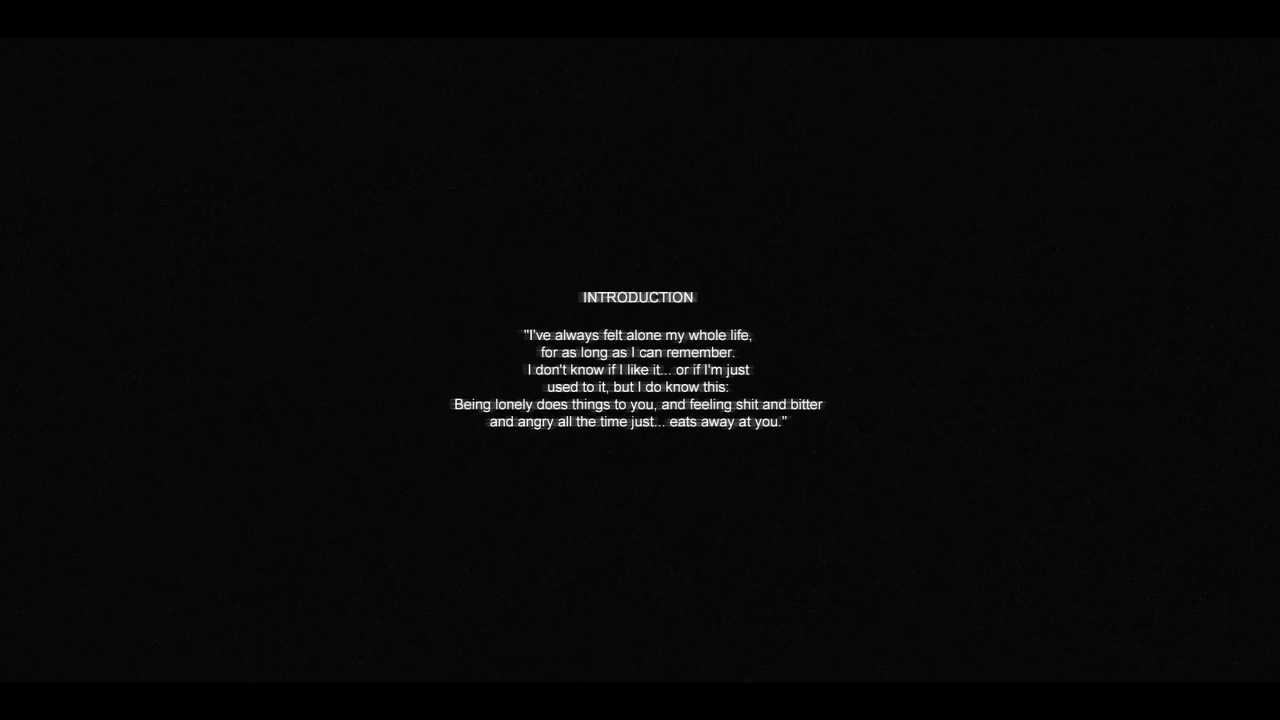 INTRODUCTION
"I've always felt alone my whole life,
for as long as I can remember.
I don't know if I like it... or if I'm just
used to it, but I do know this:
Being lonely does things to you, and feeling shit and bitter
and angry all the time just... eats away at you."